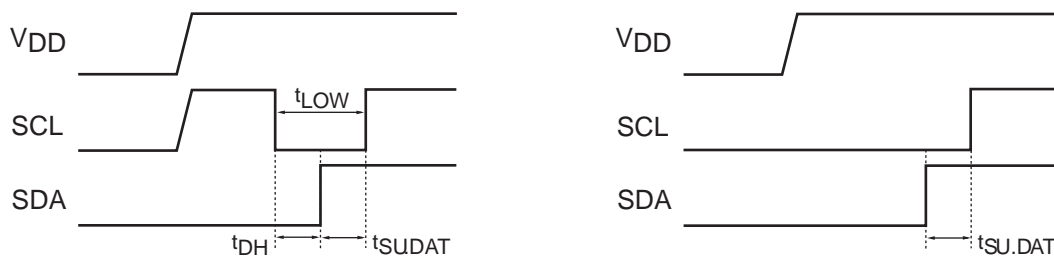 VDD
SCL
tLOW
SDA
tDH
tSU.DAT
VDD
SCL
SDA
tSU.DAT